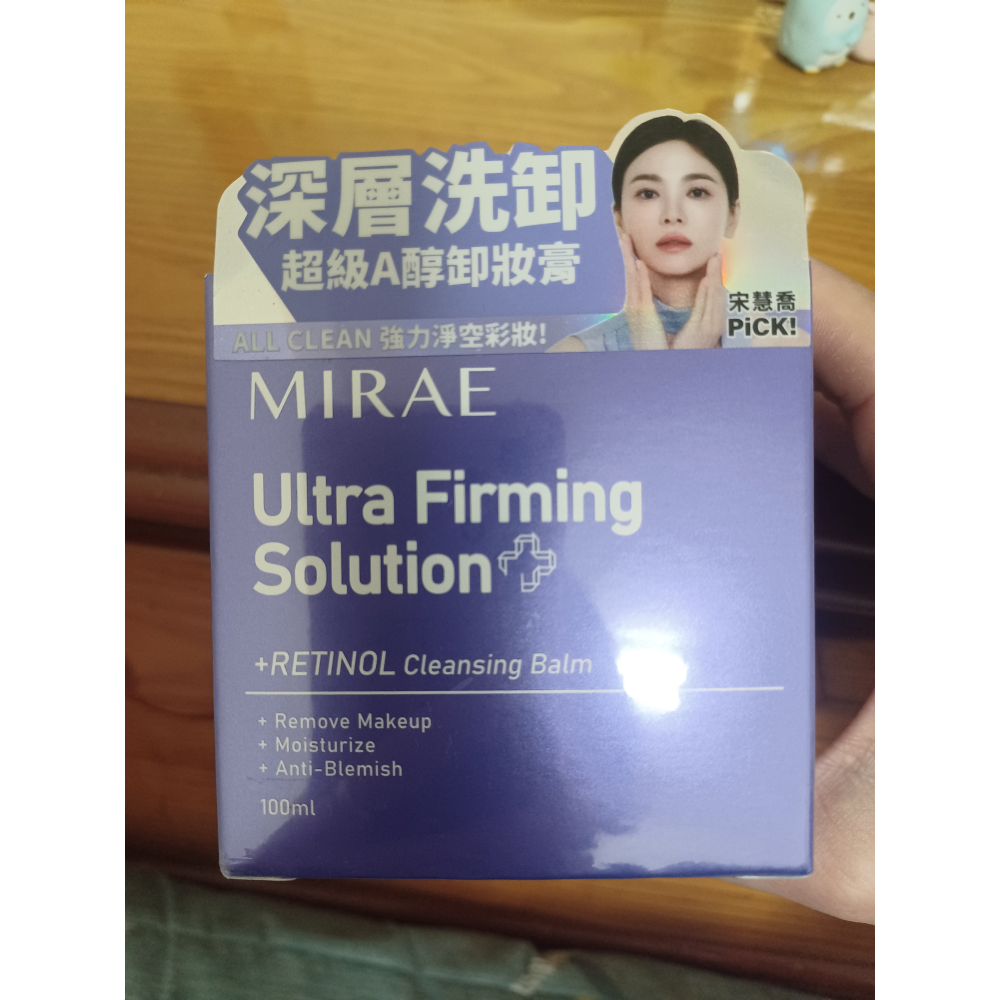 深層洗卸
超級A醇卸妝膏
宋慧喬
PiCK!
ALL CLEAN 強力淨空彩妝!
MIRAE
Ultra Firming
Solution
+RETINOL Cleansing Balm
+ Remove Makeup
+ Moisturize
+ Anti-Blemish
100ml